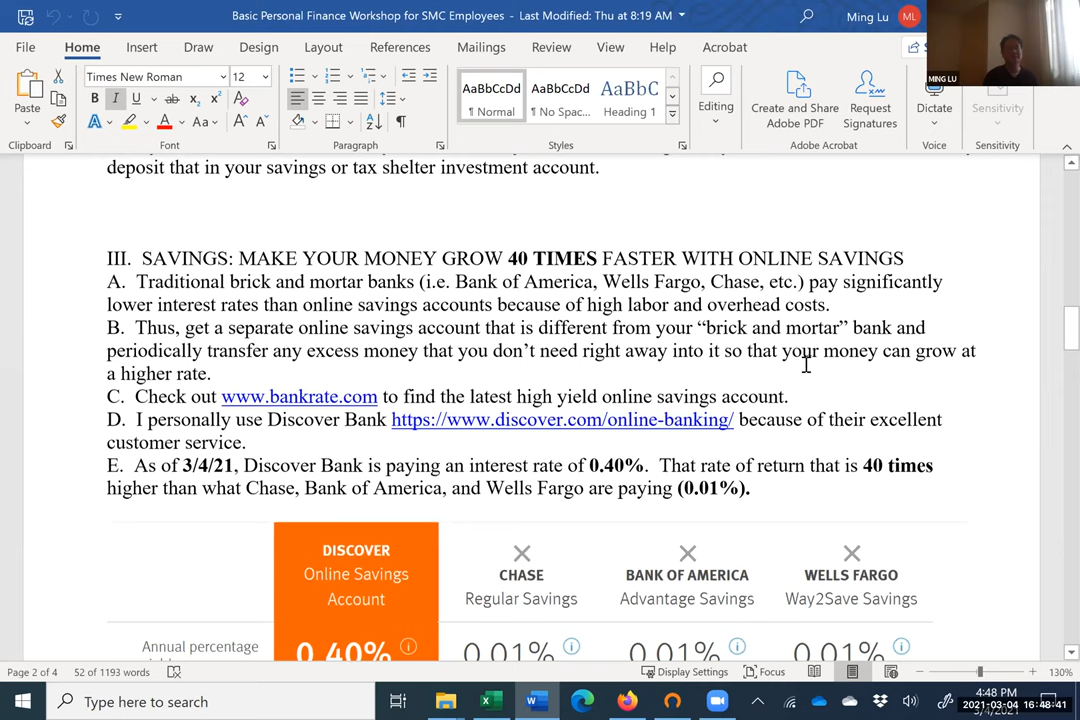 Basic Personal Finance Workshop for SMC Employees - Last Modified: Thu at 8:19 AM
Ming Lu
ML
File Home Insert Draw Design Layout References Mailings Review View Help Acrobat
MING LU
Times New Roman 12
Paste
B I U ab x₂ x²
A A Aa A A
AaBbCcDd AaBbCcDd AaBbC
¶ Normal ¶ No Spac... Heading 1
Editing
Create and Share Adobe PDF
Request Signatures
Dictate
Sensitivity
Clipboard Font Paragraph Styles Adobe Acrobat Voice Sensitivity
deposit that in your savings or tax shelter investment account.
III. SAVINGS: MAKE YOUR MONEY GROW 40 TIMES FASTER WITH ONLINE SAVINGS
A. Traditional brick and mortar banks (i.e. Bank of America, Wells Fargo, Chase, etc.) pay significantly
lower interest rates than online savings accounts because of high labor and overhead costs.
B. Thus, get a separate online savings account that is different from your “brick and mortar” bank and
periodically transfer any excess money that you don’t need right away into it so that your money can grow at
a higher rate.
C. Check out www.bankrate.com to find the latest high yield online savings account.
D. I personally use Discover Bank https://www.discover.com/online-banking/ because of their excellent
customer service.
E. As of 3/4/21, Discover Bank is paying an interest rate of 0.40%. That rate of return that is 40 times
higher than what Chase, Bank of America, and Wells Fargo are paying (0.01%).
DISCOVER
Online Savings
Account
CHASE
Regular Savings
BANK OF AMERICA
Advantage Savings
WELLS FARGO
Way2Save Savings
Annual percentage
0.40% 0.01% 0.01% 0.01%
Page 2 of 4 52 of 1193 words Display Settings Focus 130%
Type here to search
4:48 PM
2021-03-04 16:48:41